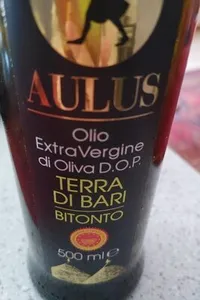 AULUS
Olio
ExtraVergine
di Oliva D.O.P.
TERRA
DI BARI
BITONTO
500 ml e